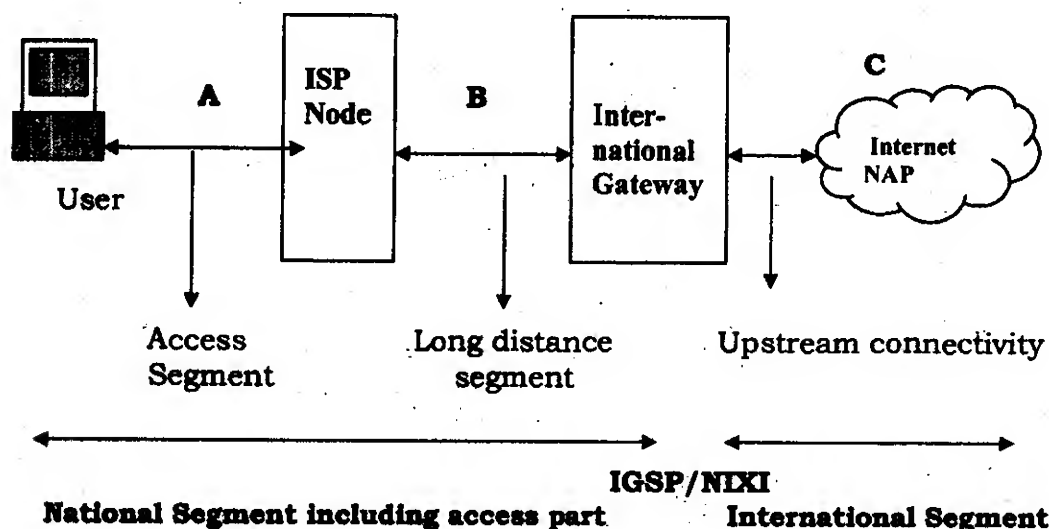 A
ISP
Node
B
Inter-
national
Gateway
C
Internet
NAP
User
Access
Segment
Long distance
segment
Upstream connectivity
IGSP/NIXI
National Segment including access part
International Segment